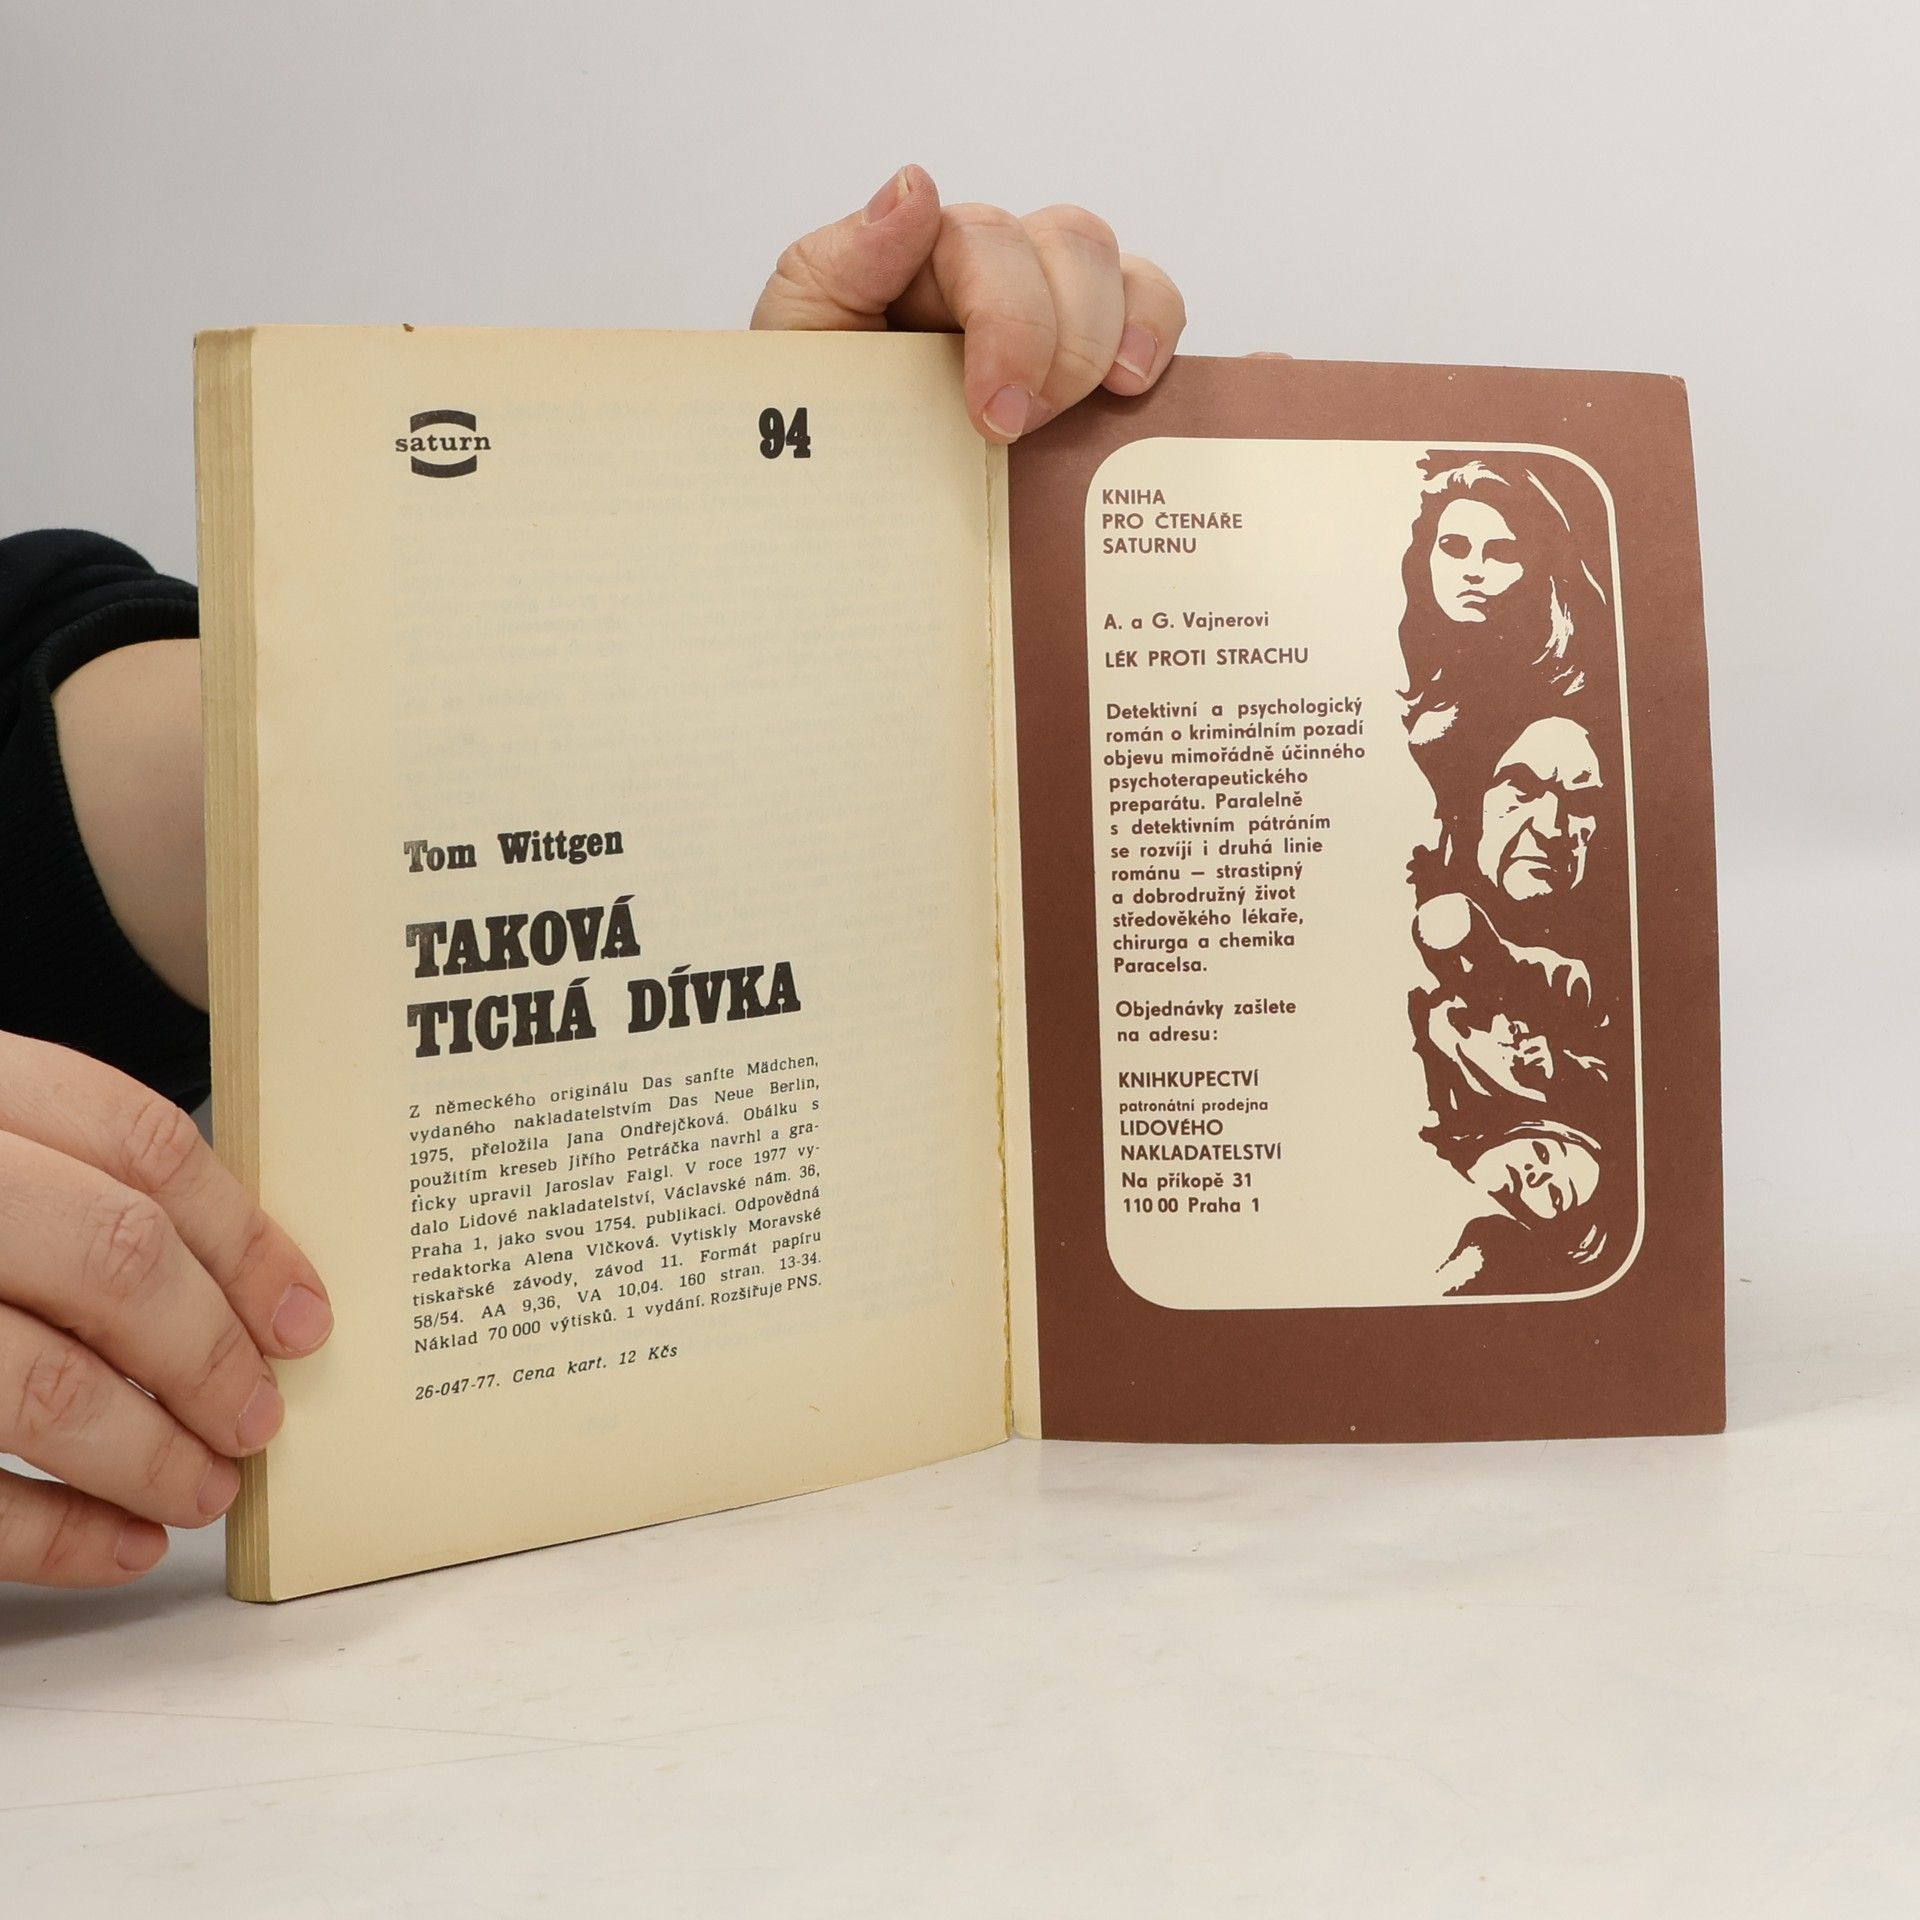 saturn
94
Tom Wittgen
TAKOVÁ
TICHÁ DÍVKA
Z německého originálu Das sanfte Mädchen,
vydaného nakladatelstvím Das Neue Berlin,
1975, přeložila Jana Ondřejčková. Obálku s
použitím kreseb Jiřího Petráčka navrhl a gra-
ficky upravil Jaroslav Faigl. V roce 1977 vy-
dalo Lidové nakladatelství, Václavské nám. 36,
Praha 1, jako svou 1754. publikaci. Odpovědná
redaktorka Alena Vlčková. Vytiskly Moravské
tiskařské závody, závod 11. Formát papíru
58/54. AA 9,36, VA 10,04. 160 stran. 13-34.
Náklad 70 000 výtisků. 1 vydání. Rozšiřuje PNS.
26-047-77. Cena kart. 12 Kčs
KNIHA
PRO ČTENÁŘE
SATURNU
A. a G. Vajnerovi
LÉK PROTI STRACHU
Detektivní a psychologický
román o kriminálním pozadí
objevu mimořádně účinného
psychoterapeutického
preparátu. Paralelně
s detektivním pátráním
se rozvíjí i druhá linie
románu — strastipný
a dobrodružný život
středověkého lékaře,
chirurga a chemika
Paracelsa.
Objednávky zašlete
na adresu:
KNIHKUPECTVÍ
patronátní prodejna
LIDOVÉHO
NAKLADATELSTVÍ
Na příkopě 31
110 00 Praha 1